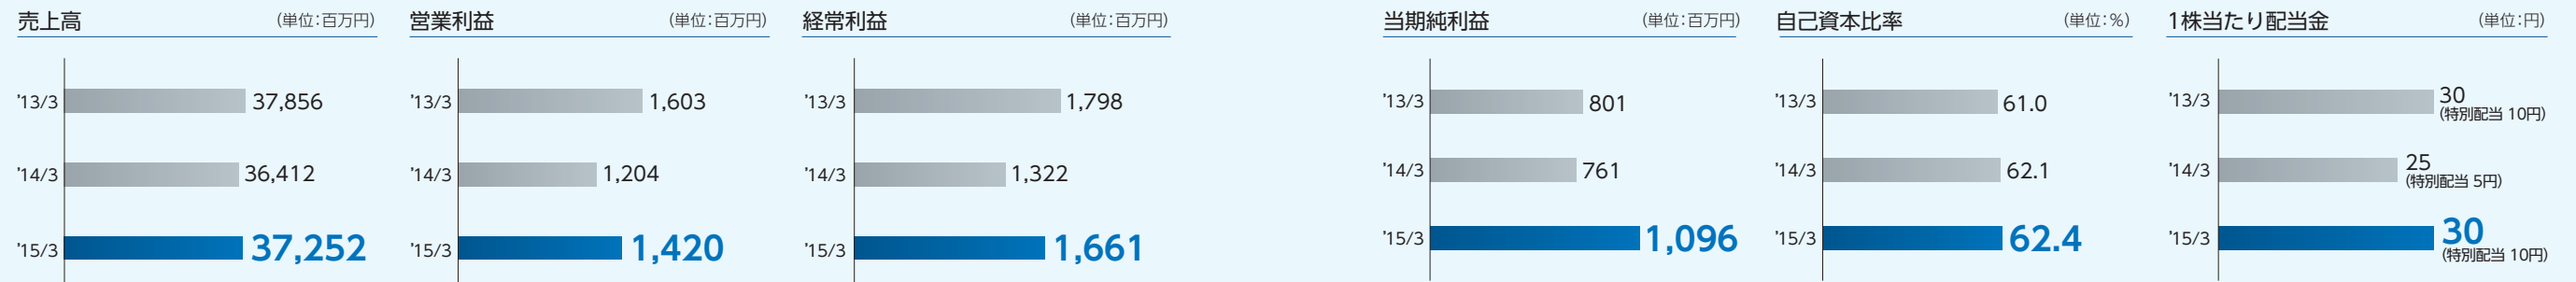 売上高 (単位:百万円)
'13/3 37,856
'14/3 36,412
'15/3 37,252
営業利益 (単位:百万円)
'13/3 1,603
'14/3 1,204
'15/3 1,420
経常利益 (単位:百万円)
'13/3 1,798
'14/3 1,322
'15/3 1,661
当期純利益 (単位:百万円)
'13/3 801
'14/3 761
'15/3 1,096
自己資本比率 (単位:%)
'13/3 61.0
'14/3 62.1
'15/3 62.4
1株当たり配当金 (単位:円)
'13/3 30
(特別配当 10円)
'14/3 25
(特別配当 5円)
'15/3 30
(特別配当 10円)